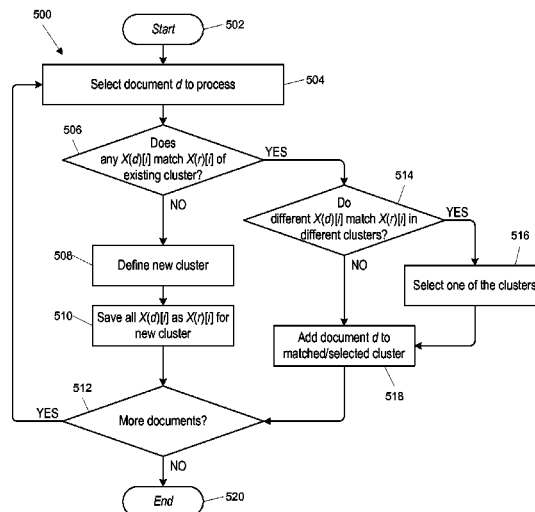 500
Start
502
Select document d to process
504
506
Does
any X(d)[i] match X(r)[i] of
existing cluster?
YES
NO
514
Do
different X(d)[i] match X(r)[i] in
different clusters?
YES
NO
516
Select one of the clusters
508
Define new cluster
510
Save all X(d)[i] as X(r)[i] for
new cluster
Add document d to
matched/selected cluster
518
512
YES
More documents?
NO
End
520